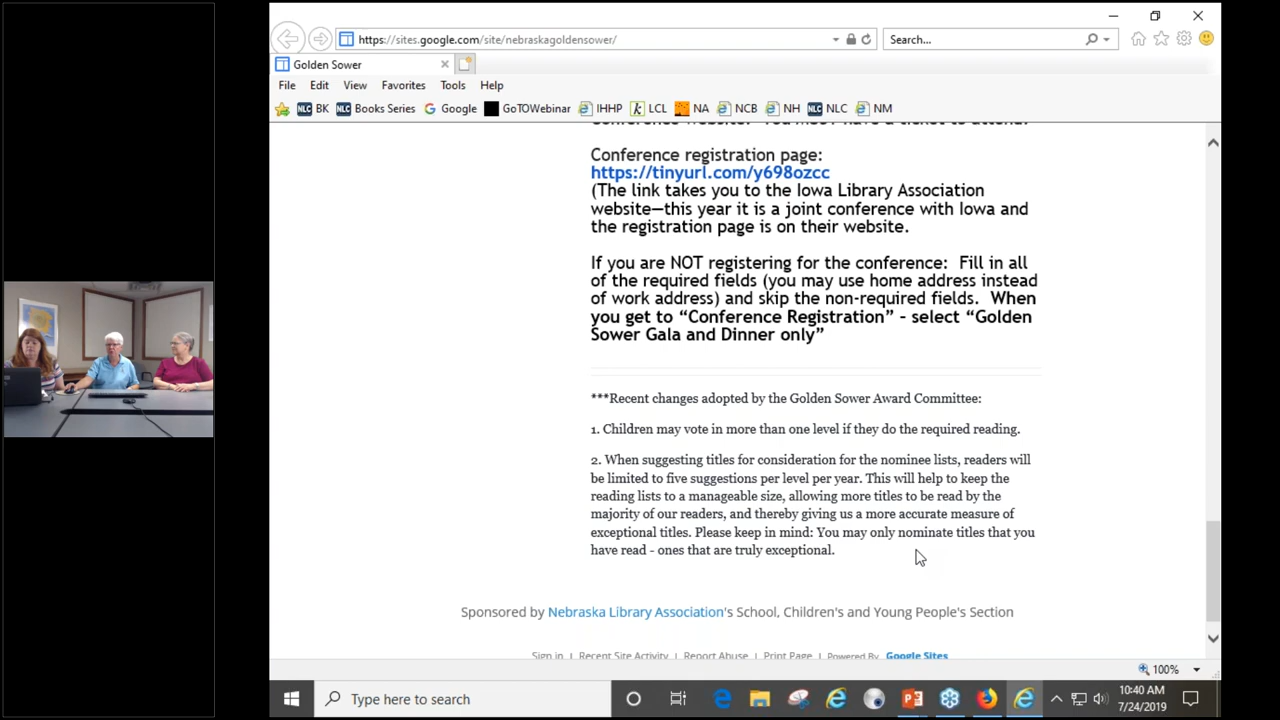 https://sites.google.com/site/nebraskagoldensower/
Search...
Golden Sower
File Edit View Favorites Tools Help
NLC BK NLC Books Series Google GoTOWebinar IHHP LCL NA NCB NH NLC NLC NM
Conference website. You MUST have a ticket to attend.
Conference registration page:
https://tinyurl.com/y698ozcc
(The link takes you to the Iowa Library Association
website—this year it is a joint conference with Iowa and
the registration page is on their website.
If you are NOT registering for the conference: Fill in all
of the required fields (you may use home address instead
of work address) and skip the non-required fields. When
you get to “Conference Registration” – select “Golden
Sower Gala and Dinner only”
***Recent changes adopted by the Golden Sower Award Committee:
1. Children may vote in more than one level if they do the required reading.
2. When suggesting titles for consideration for the nominee lists, readers will
be limited to five suggestions per level per year. This will help to keep the
reading lists to a manageable size, allowing more titles to be read by the
majority of our readers, and thereby giving us a more accurate measure of
exceptional titles. Please keep in mind: You may only nominate titles that you
have read - ones that are truly exceptional.
Sponsored by Nebraska Library Association's School, Children's and Young People's Section
Sign in | Recent Site Activity | Report Abuse | Print Page | Powered By Google Sites
100%
Type here to search
10:40 AM
7/24/2019